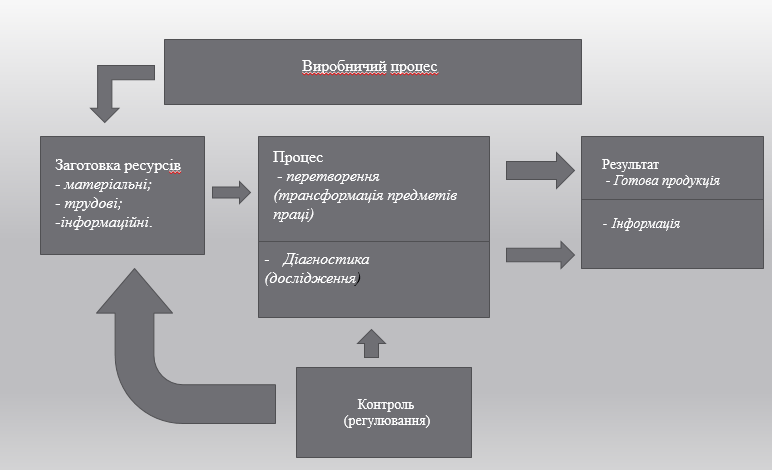 Виробничий процес
Заготовка ресурсів
- матеріальні;
- трудові;
-інформаційні.
Процес
- перетворення
(трансформація предметів
праці)
- Діагностика
(дослідження)
Результат
- Готова продукція
- Інформація
Контроль
(регулювання)